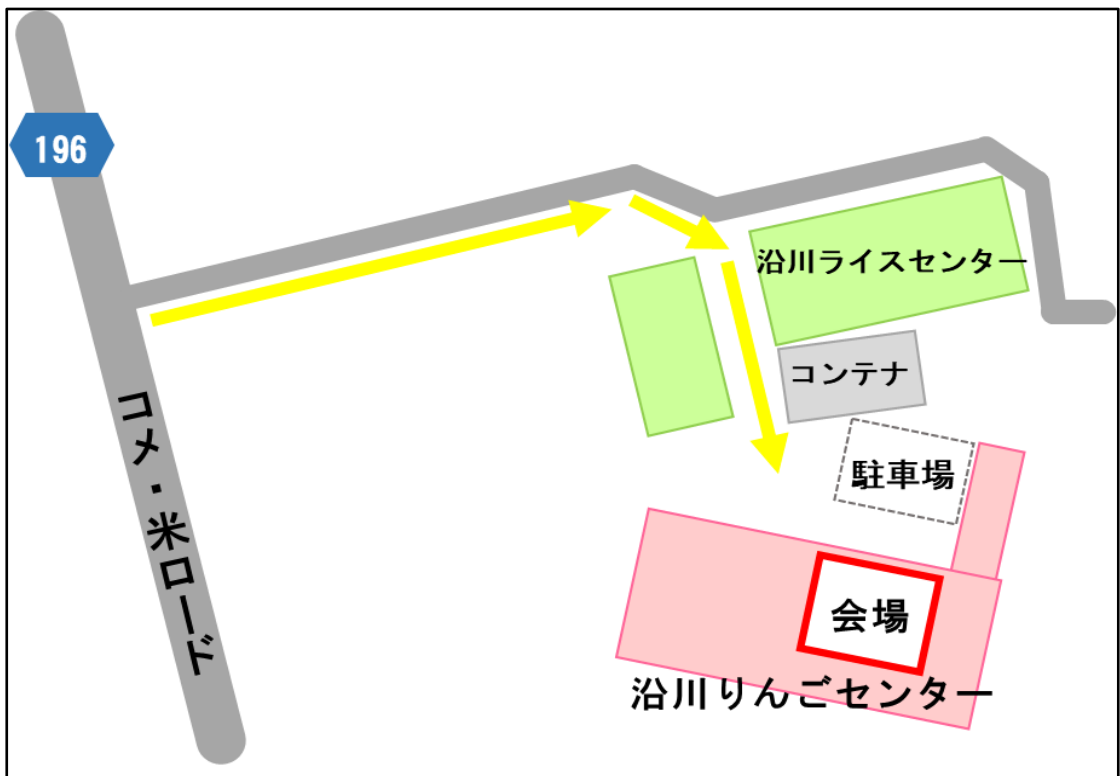 196
沿川ライスセンター
コンテナ
コメ・米ロード
駐車場
会場
沿川りんごセンター